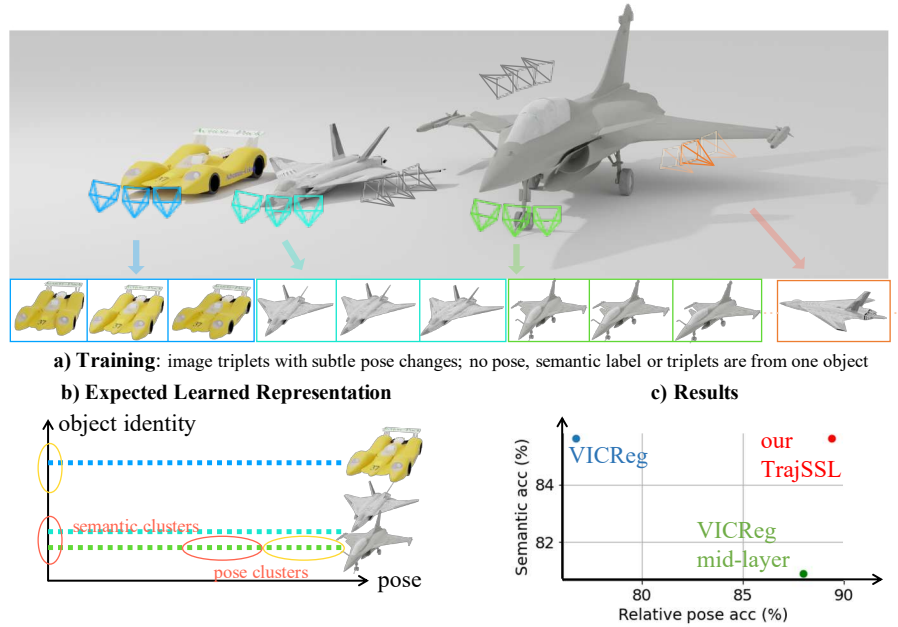 a) Training: image triplets with subtle pose changes; no pose, semantic label or triplets are from one object
b) Expected Learned Representation
object identity
semantic clusters
pose clusters
pose
c) Results
Semantic acc (%)
84
82
VICReg
our
TrajSSL
VICReg
mid-layer
80
85
90
Relative pose acc (%)